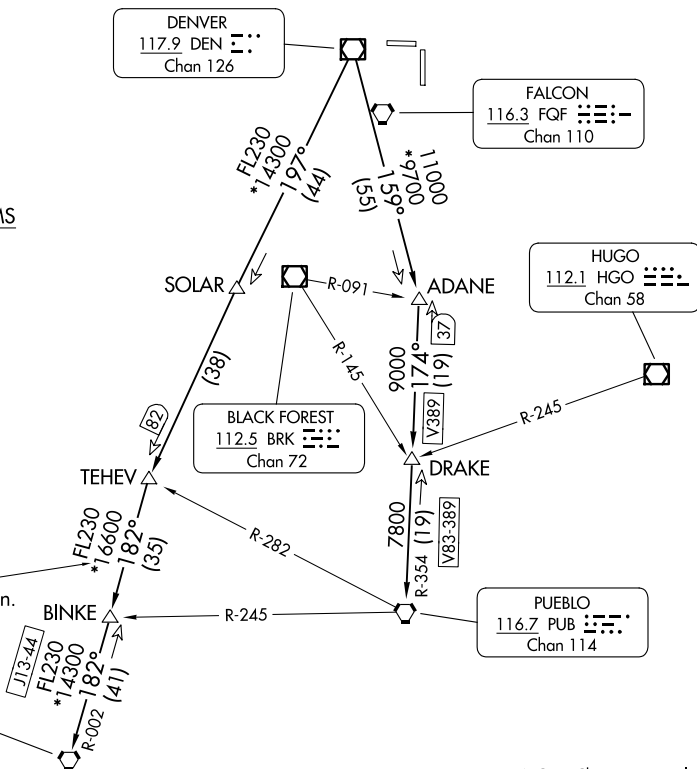 DENVER
117.9 DEN
Chan 126
FALCON
116.3 FQF
Chan 110
FL230
*14300
197°
(44)
11000
*9700
159°
(55)
MS
HUGO
112.1 HGO
Chan 58
SOLAR
R-091
ADANE
37
(38)
R-145
9000
174°
(19)
V389
R-245
82
BLACK FOREST
112.5 BRK
Chan 72
DRAKE
TEHEV
R-282
7800
(19)
R-354
V83-389
FL230
*16600
182°
(35)
n.
BINKE
R-245
PUEBLO
116.7 PUB
Chan 114
J13-44
FL230
*14300
182°
(41)
R-002